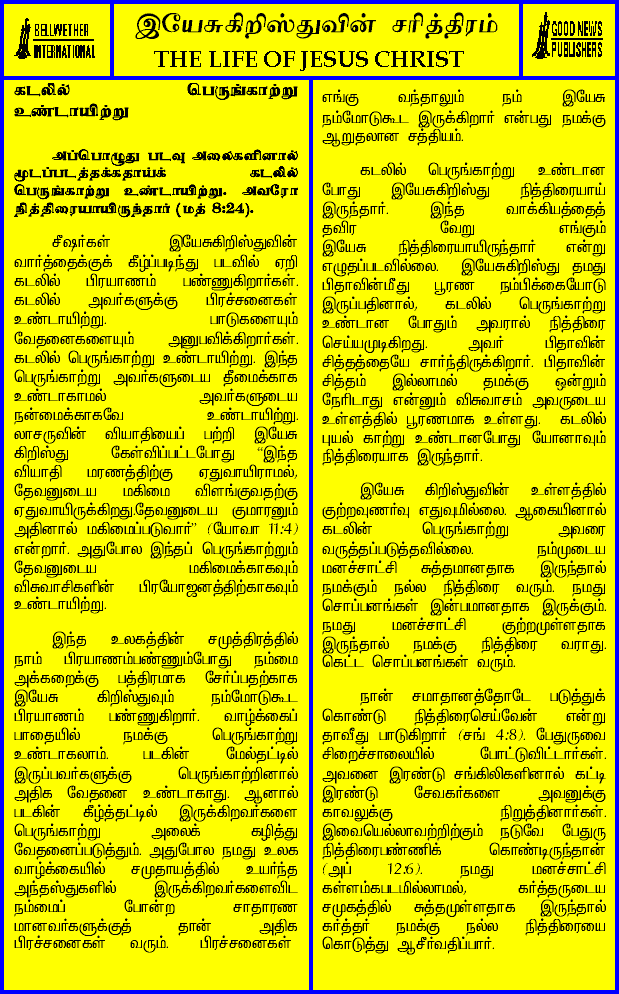 BELLWETHER
INTERNATIONAL
இயேசுகிறிஸ்துவின் சரித்திரம்
THE LIFE OF JESUS CHRIST
GOOD NEWS
PUBLISHERS
கடலில் பெருங்காற்று
உண்டாயிற்று
அப்பொழுது படவு அலைகளினால்
மூடப்படத்தக்கதாய்க் கடலில்
பெருங்காற்று உண்டாயிற்று. அவரோ
நித்திரையாயிருந்தார் (மத் 8:24).
சீஷர்கள் இயேசுகிறிஸ்துவின்
வார்த்தைக்குக் கீழ்ப்படிந்து படவில் ஏறி
கடலில் பிரயாணம் பண்ணுகிறார்கள்.
கடலில் அவர்களுக்கு பிரச்சனைகள்
உண்டாயிற்று. பாடுகளையும்
வேதனைகளையும் அனுபவிக்கிறார்கள்.
கடலில் பெருங்காற்று உண்டாயிற்று. இந்த
பெருங்காற்று அவர்களுடைய தீமைக்காக
உண்டாகாமல் அவர்களுடைய
நன்மைக்காகவே உண்டாயிற்று.
லாசருவின் வியாதியைப் பற்றி இயேசு
கிறிஸ்து கேள்விப்பட்டபோது "இந்த
வியாதி மரணத்திற்கு ஏதுவாயிராமல்,
தேவனுடைய மகிமை விளங்குவதற்கு
ஏதுவாயிருக்கிறது.தேவனுடைய குமாரனும்
அதினால் மகிமைப்படுவார்" (யோவா 11:4)
என்றார். அதுபோல இந்தப் பெருங்காற்றும்
தேவனுடைய மகிமைக்காகவும்
விசுவாசிகளின் பிரயோஜனத்திற்காகவும்
உண்டாயிற்று.
இந்த உலகத்தின் சமுத்திரத்தில்
நாம் பிரயாணம்பண்ணும்போது நம்மை
அக்கறைக்கு பத்திரமாக சேர்ப்பதற்காக
இயேசு கிறிஸ்துவும் நம்மோடுகூட
பிரயாணம் பண்ணுகிறார். வாழ்க்கைப்
பாதையில் நமக்கு பெருங்காற்று
உண்டாகலாம். படகின் மேல்தட்டில்
இருப்பவர்களுக்கு பெருங்காற்றினால்
அதிக வேதனை உண்டாகாது. ஆனால்
படகின் கீழ்த்தட்டில் இருக்கிறவர்களை
பெருங்காற்று அலைக் கழித்து
வேதனைப்படுத்தும். அதுபோல நமது உலக
வாழ்க்கையில் சமுதாயத்தில் உயர்ந்த
அந்தஸ்துகளில் இருக்கிறவர்களைவிட
நம்மைப் போன்ற சாதாரண
மானவர்களுக்குத் தான் அதிக
பிரச்சனைகள் வரும். பிரச்சனைகள்
எங்கு வந்தாலும் நம் இயேசு
நம்மோடுகூட இருக்கிறார் என்பது நமக்கு
ஆறுதலான சத்தியம்.
கடலில் பெருங்காற்று உண்டான
போது இயேசுகிறிஸ்து நித்திரையாய்
இருந்தார். இந்த வாக்கியத்தைத்
தவிர வேறு எங்கும்
இயேசு நித்திரையாயிருந்தார் என்று
எழுதப்படவில்லை. இயேசுகிறிஸ்து தமது
பிதாவின்மீது பூரண நம்பிக்கையோடு
இருப்பதினால், கடலில் பெருங்காற்று
உண்டான போதும் அவரால் நித்திரை
செய்யமுடிகிறது. அவர் பிதாவின்
சித்தத்தையே சார்ந்திருக்கிறார். பிதாவின்
சித்தம் இல்லாமல் தமக்கு ஒன்றும்
நேரிடாது என்னும் விசுவாசம் அவருடைய
உள்ளத்தில் பூரணமாக உள்ளது. கடலில்
புயல் காற்று உண்டானபோது யோனாவும்
நித்திரையாக இருந்தார்.
இயேசு கிறிஸ்துவின் உள்ளத்தில்
குற்றவுணர்வு எதுவுமில்லை. ஆகையினால்
கடலின் பெருங்காற்று அவரை
வருத்தப்படுத்தவில்லை. நம்முடைய
மனச்சாட்சி சுத்தமானதாக இருந்தால்
நமக்கும் நல்ல நித்திரை வரும். நமது
சொப்பனங்கள் இன்பமானதாக இருக்கும்.
நமது மனச்சாட்சி குற்றமுள்ளதாக
இருந்தால் நமக்கு நித்திரை வராது.
கெட்ட சொப்பனங்கள் வரும்.
நான் சமாதானத்தோடே படுத்துக்
கொண்டு நித்திரைசெய்வேன் என்று
தாவீது பாடுகிறார் (சங் 4:8). பேதுருவை
சிறைச்சாலையில் போட்டுவிட்டார்கள்.
அவனை இரண்டு சங்கிலிகளினால் கட்டி
இரண்டு சேவகர்களை அவனுக்கு
காவலுக்கு நிறுத்தினார்கள்.
இவையெல்லாவற்றிற்கும் நடுவே பேதுரு
நித்திரைபண்ணிக் கொண்டிருந்தான்
(அப் 12:6). நமது மனச்சாட்சி
கள்ளம்கபடமில்லாமல், கர்த்தருடைய
சமுகத்தில் சுத்தமுள்ளதாக இருந்தால்
கர்த்தர் நமக்கு நல்ல நித்திரையை
கொடுத்து ஆசீர்வதிப்பார்.